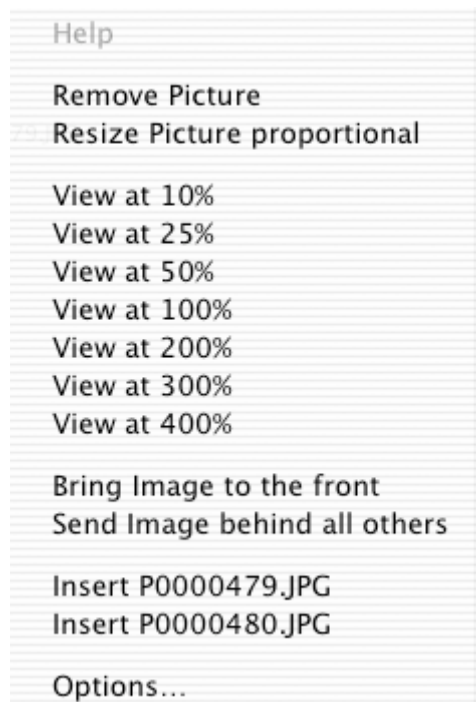 Help
Remove Picture
Resize Picture proportional
View at 10%
View at 25%
View at 50%
View at 100%
View at 200%
View at 300%
View at 400%
Bring Image to the front
Send Image behind all others
Insert P0000479.JPG
Insert P0000480.JPG
Options...